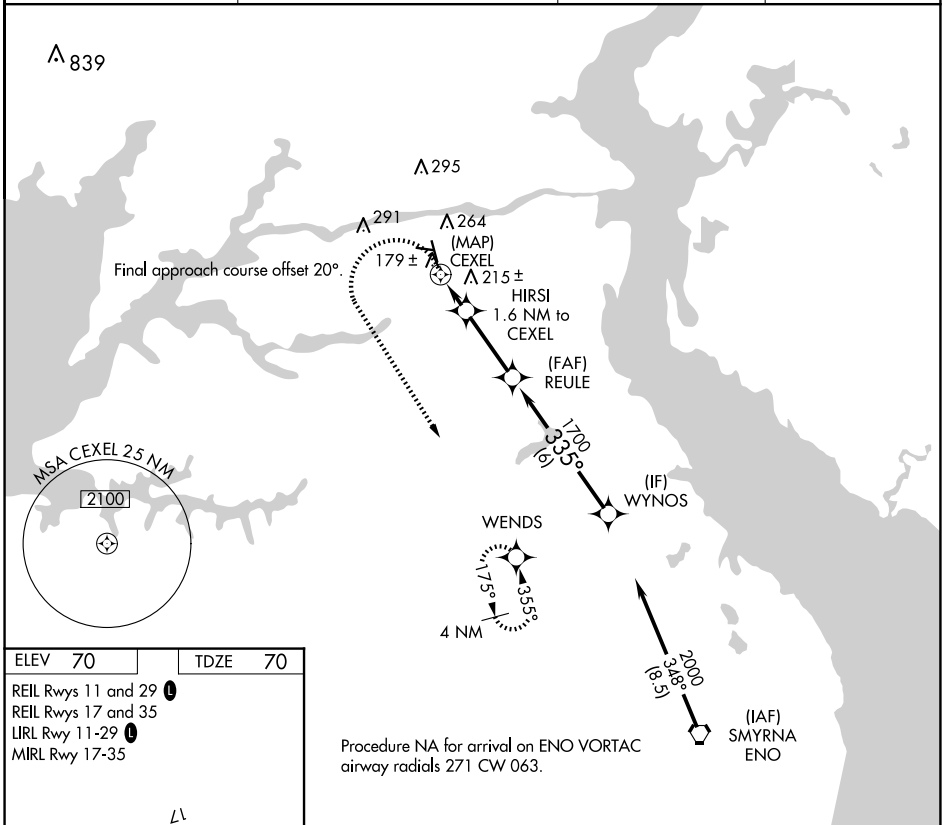 839
295
291
264
(MAP)
CEXEL
179 ±
215 ±
Final approach course offset 20°.
HIRSI
1.6 NM to
CEXEL
(FAF)
REULE
1700
335°
(6)
MSA CEXEL 25 NM
2100
(IF)
WYNOS
WENDS
175°
355°
4 NM
2000
348°
(8.5)
(IAF)
SMYRNA
ENO
ELEV 70 TDZE 70
REIL Rwys 11 and 29 L
REIL Rwys 17 and 35
LIRL Rwy 11-29 L
MIRL Rwy 17-35
Procedure NA for arrival on ENO VORTAC
airway radials 271 CW 063.
17